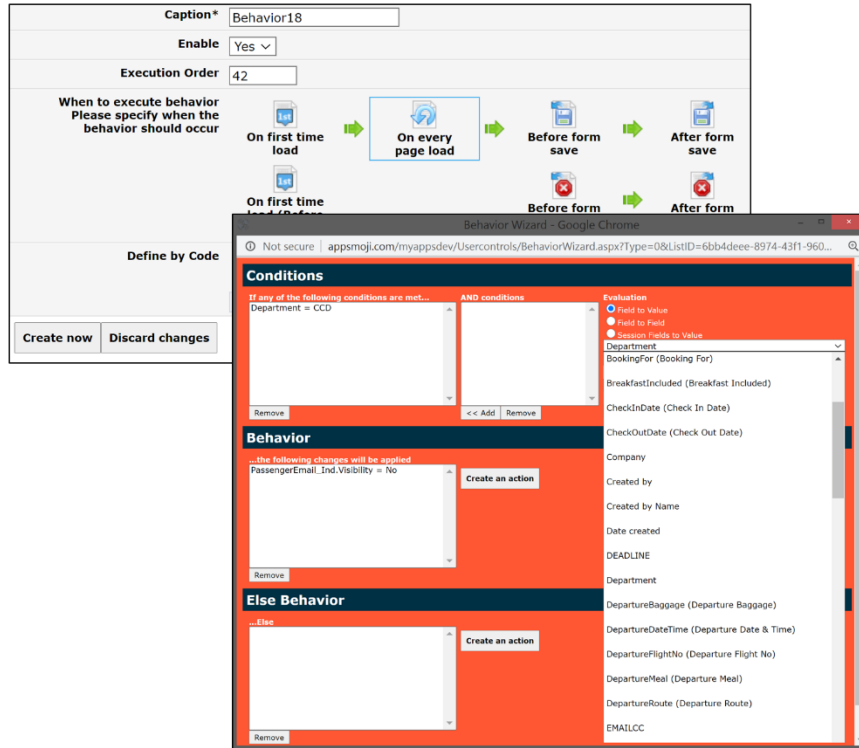 Caption* Behavior18
Enable Yes
Execution Order 42
When to execute behavior
Please specify when the
behavior should occur
1st
On first time
load
On every
page load
Before form
save
After form
save
1st
On first time
Before form
After form
Define by Code
Create now Discard changes
Behavior Wizard - Google Chrome
Not secure | appsmoji.com/myappsdev/Usercontrols/BehaviorWizard.aspx?Type=0&ListID=6bb4deee-8974-43f1-960...
Conditions
If any of the following conditions are met... AND conditions Evaluation
Department = CCD
Field to Value
Field to Field
Session Fields to Value
Department
BookingFor (Booking For)
BreakfastIncluded (Breakfast Included)
CheckInDate (Check In Date)
Remove << Add Remove
CheckOutDate (Check Out Date)
Behavior
...the following changes will be applied
Company
PassengerEmail_Ind.Visibility = No
Create an action
Created by
Created by Name
Date created
DEADLINE
Remove
Department
Else Behavior
DepartureBaggage (Departure Baggage)
...Else
Create an action
DepartureDateTime (Departure Date & Time)
DepartureFlightNo (Departure Flight No)
DepartureMeal (Departure Meal)
DepartureRoute (Departure Route)
EMAILCC
Remove